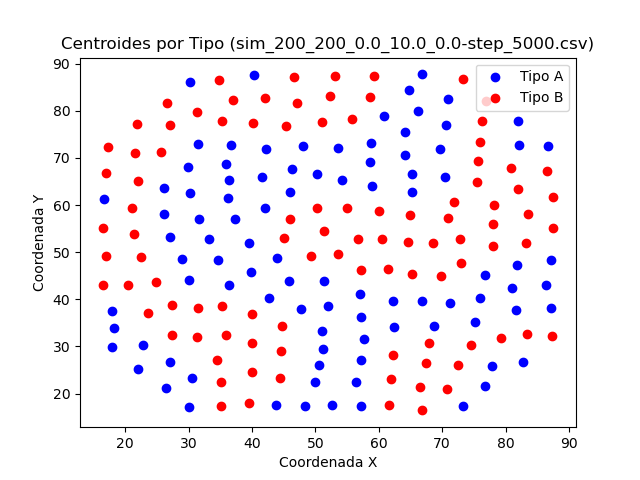 Centroides por Tipo (sim_200_200_0.0_10.0_0.0-step_5000.csv)
Tipo A
Tipo B
90
80
70
60
50
40
30
20
Coordenada Y
20 30 40 50 60 70 80 90
Coordenada X